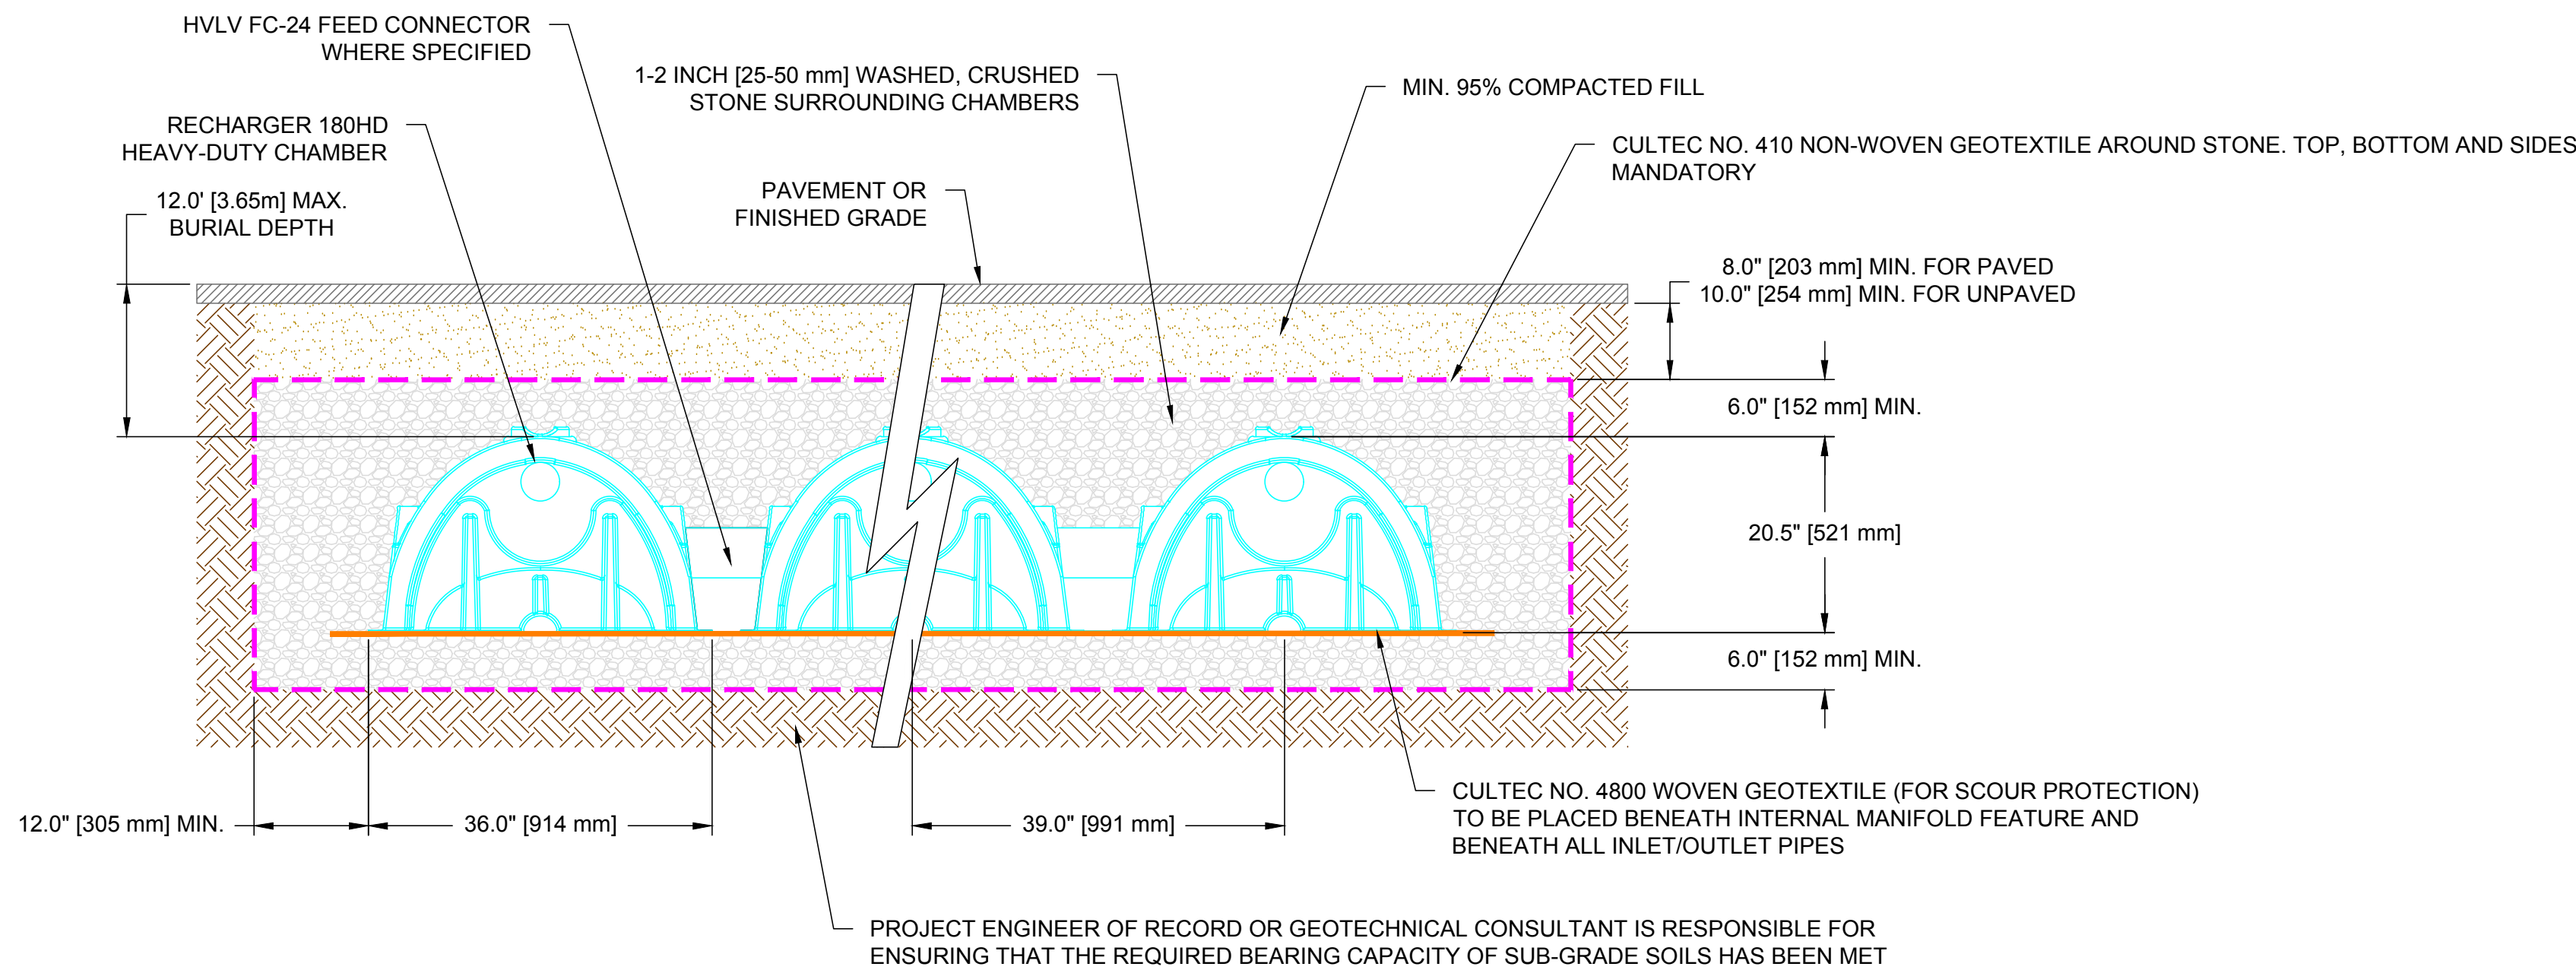 HVLV FC-24 FEED CONNECTOR
WHERE SPECIFIED
1-2 INCH [25-50 mm] WASHED, CRUSHED
STONE SURROUNDING CHAMBERS
MIN. 95% COMPACTED FILL
RECHARGER 180HD
HEAVY-DUTY CHAMBER
CULTEC NO. 410 NON-WOVEN GEOTEXTILE AROUND STONE. TOP, BOTTOM AND SIDES
MANDATORY
12.0' [3.65m] MAX.
BURIAL DEPTH
PAVEMENT OR
FINISHED GRADE
8.0" [203 mm] MIN. FOR PAVED
10.0" [254 mm] MIN. FOR UNPAVED
6.0" [152 mm] MIN.
20.5" [521 mm]
6.0" [152 mm] MIN.
12.0" [305 mm] MIN.
36.0" [914 mm]
39.0" [991 mm]
CULTEC NO. 4800 WOVEN GEOTEXTILE (FOR SCOUR PROTECTION)
TO BE PLACED BENEATH INTERNAL MANIFOLD FEATURE AND
BENEATH ALL INLET/OUTLET PIPES
PROJECT ENGINEER OF RECORD OR GEOTECHNICAL CONSULTANT IS RESPONSIBLE FOR
ENSURING THAT THE REQUIRED BEARING CAPACITY OF SUB-GRADE SOILS HAS BEEN MET